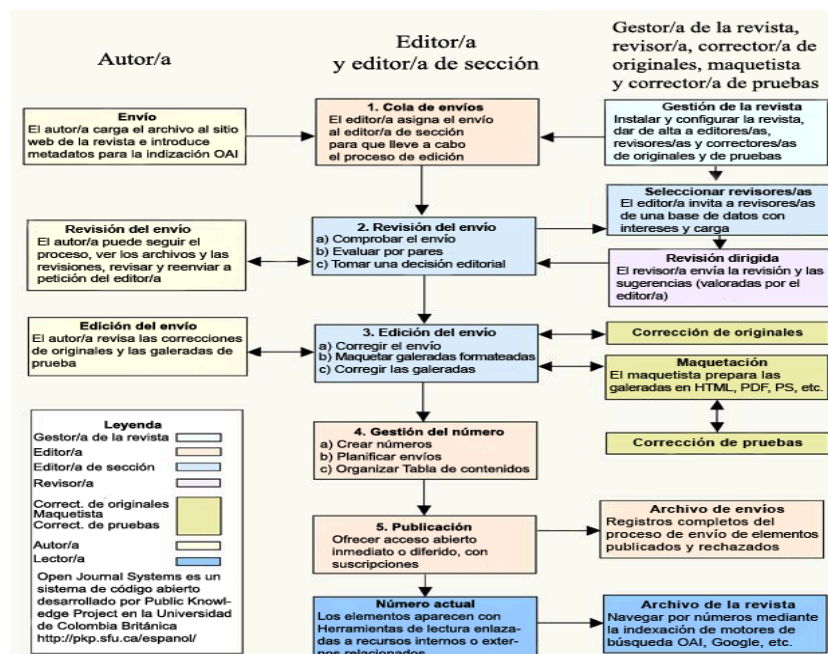 Autor/a
Editor/a
y editor/a de sección
Gestor/a de la revista,
revisor/a, corrector/a de
originales, maquetista
y corrector/a de pruebas
Envío
El autor/a carga el archivo al sitio
web de la revista e introduce
metadatos para la indización OAI
1. Cola de envíos
El editor/a asigna el envío
al editor/a de sección
para que lleve a cabo
el proceso de edición
Gestión de la revista
Instalar y configurar la revista,
dar de alta a editores/as,
revisores/as y correctores/as
de originales y de pruebas
Seleccionar revisores/as
El editor/a invita a revisores/as
de una base de datos con
intereses y carga
Revisión del envío
El autor/a puede seguir el
proceso, ver los archivos y las
revisiones, revisar y reenviar a
petición del editor/a
2. Revisión del envío
a) Comprobar el envío
b) Evaluar por pares
c) Tomar una decisión editorial
Revisión dirigida
El revisor/a envía la revisión y las
sugerencias (valoradas por el
editor/a)
Edición del envío
El autor/a revisa las correcciones
de originales y las galeradas de
prueba
3. Edición del envío
a) Corregir el envío
b) Maquetar galeradas formateadas
c) Corregir las galeradas
Corrección de originales
Maquetación
El maquetista prepara las
galeradas en HTML, PDF, PS, etc.
Corrección de pruebas
Leyenda
Gestor/a de la revista
Editor/a
Editor/a de sección
Revisor/a
Correct. de originales
Maquetista
Correct. de pruebas
Autor/a
Lector/a
Open Journal Systems es un
sistema de código abierto
desarrollado por Public Knowl-
edge Project en la Universidad
de Colombia Británica
http://pkp.sfu.ca/espanol/
4. Gestión del número
a) Crear números
b) Planificar envíos
c) Organizar Tabla de contenidos
5. Publicación
Ofrecer acceso abierto
inmediato o diferido, con
suscripciones
Archivo de envíos
Registros completos del
proceso de envío de elementos
publicados y rechazados
Número actual
Los elementos aparecen con
Herramientas de lectura enlaza-
das a recursos internos o exter-
nos relacionados
Archivo de la revista
Navegar por números mediante
la indexación de motores de
búsqueda OAI, Google, etc.